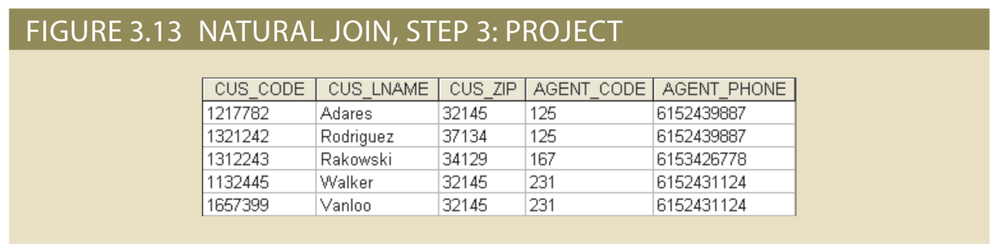 FIGURE 3.13 NATURAL JOIN, STEP 3: PROJECT
CUS_CODE CUS_LNAME CUS_ZIP AGENT_CODE AGENT_PHONE
1217782 Adares 32145 125 6152439887
1321242 Rodriguez 37134 125 6152439887
1312243 Rakowski 34129 167 6153426778
1132445 Walker 32145 231 6152431124
1657399 Vanloo 32145 231 6152431124